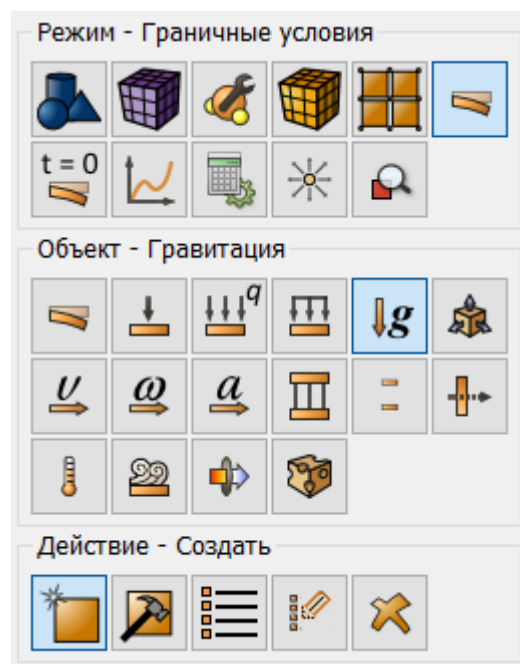 Режим - Граничные условия
t = 0
Объект - Гравитация
q
g
v ω a
Действие - Создать